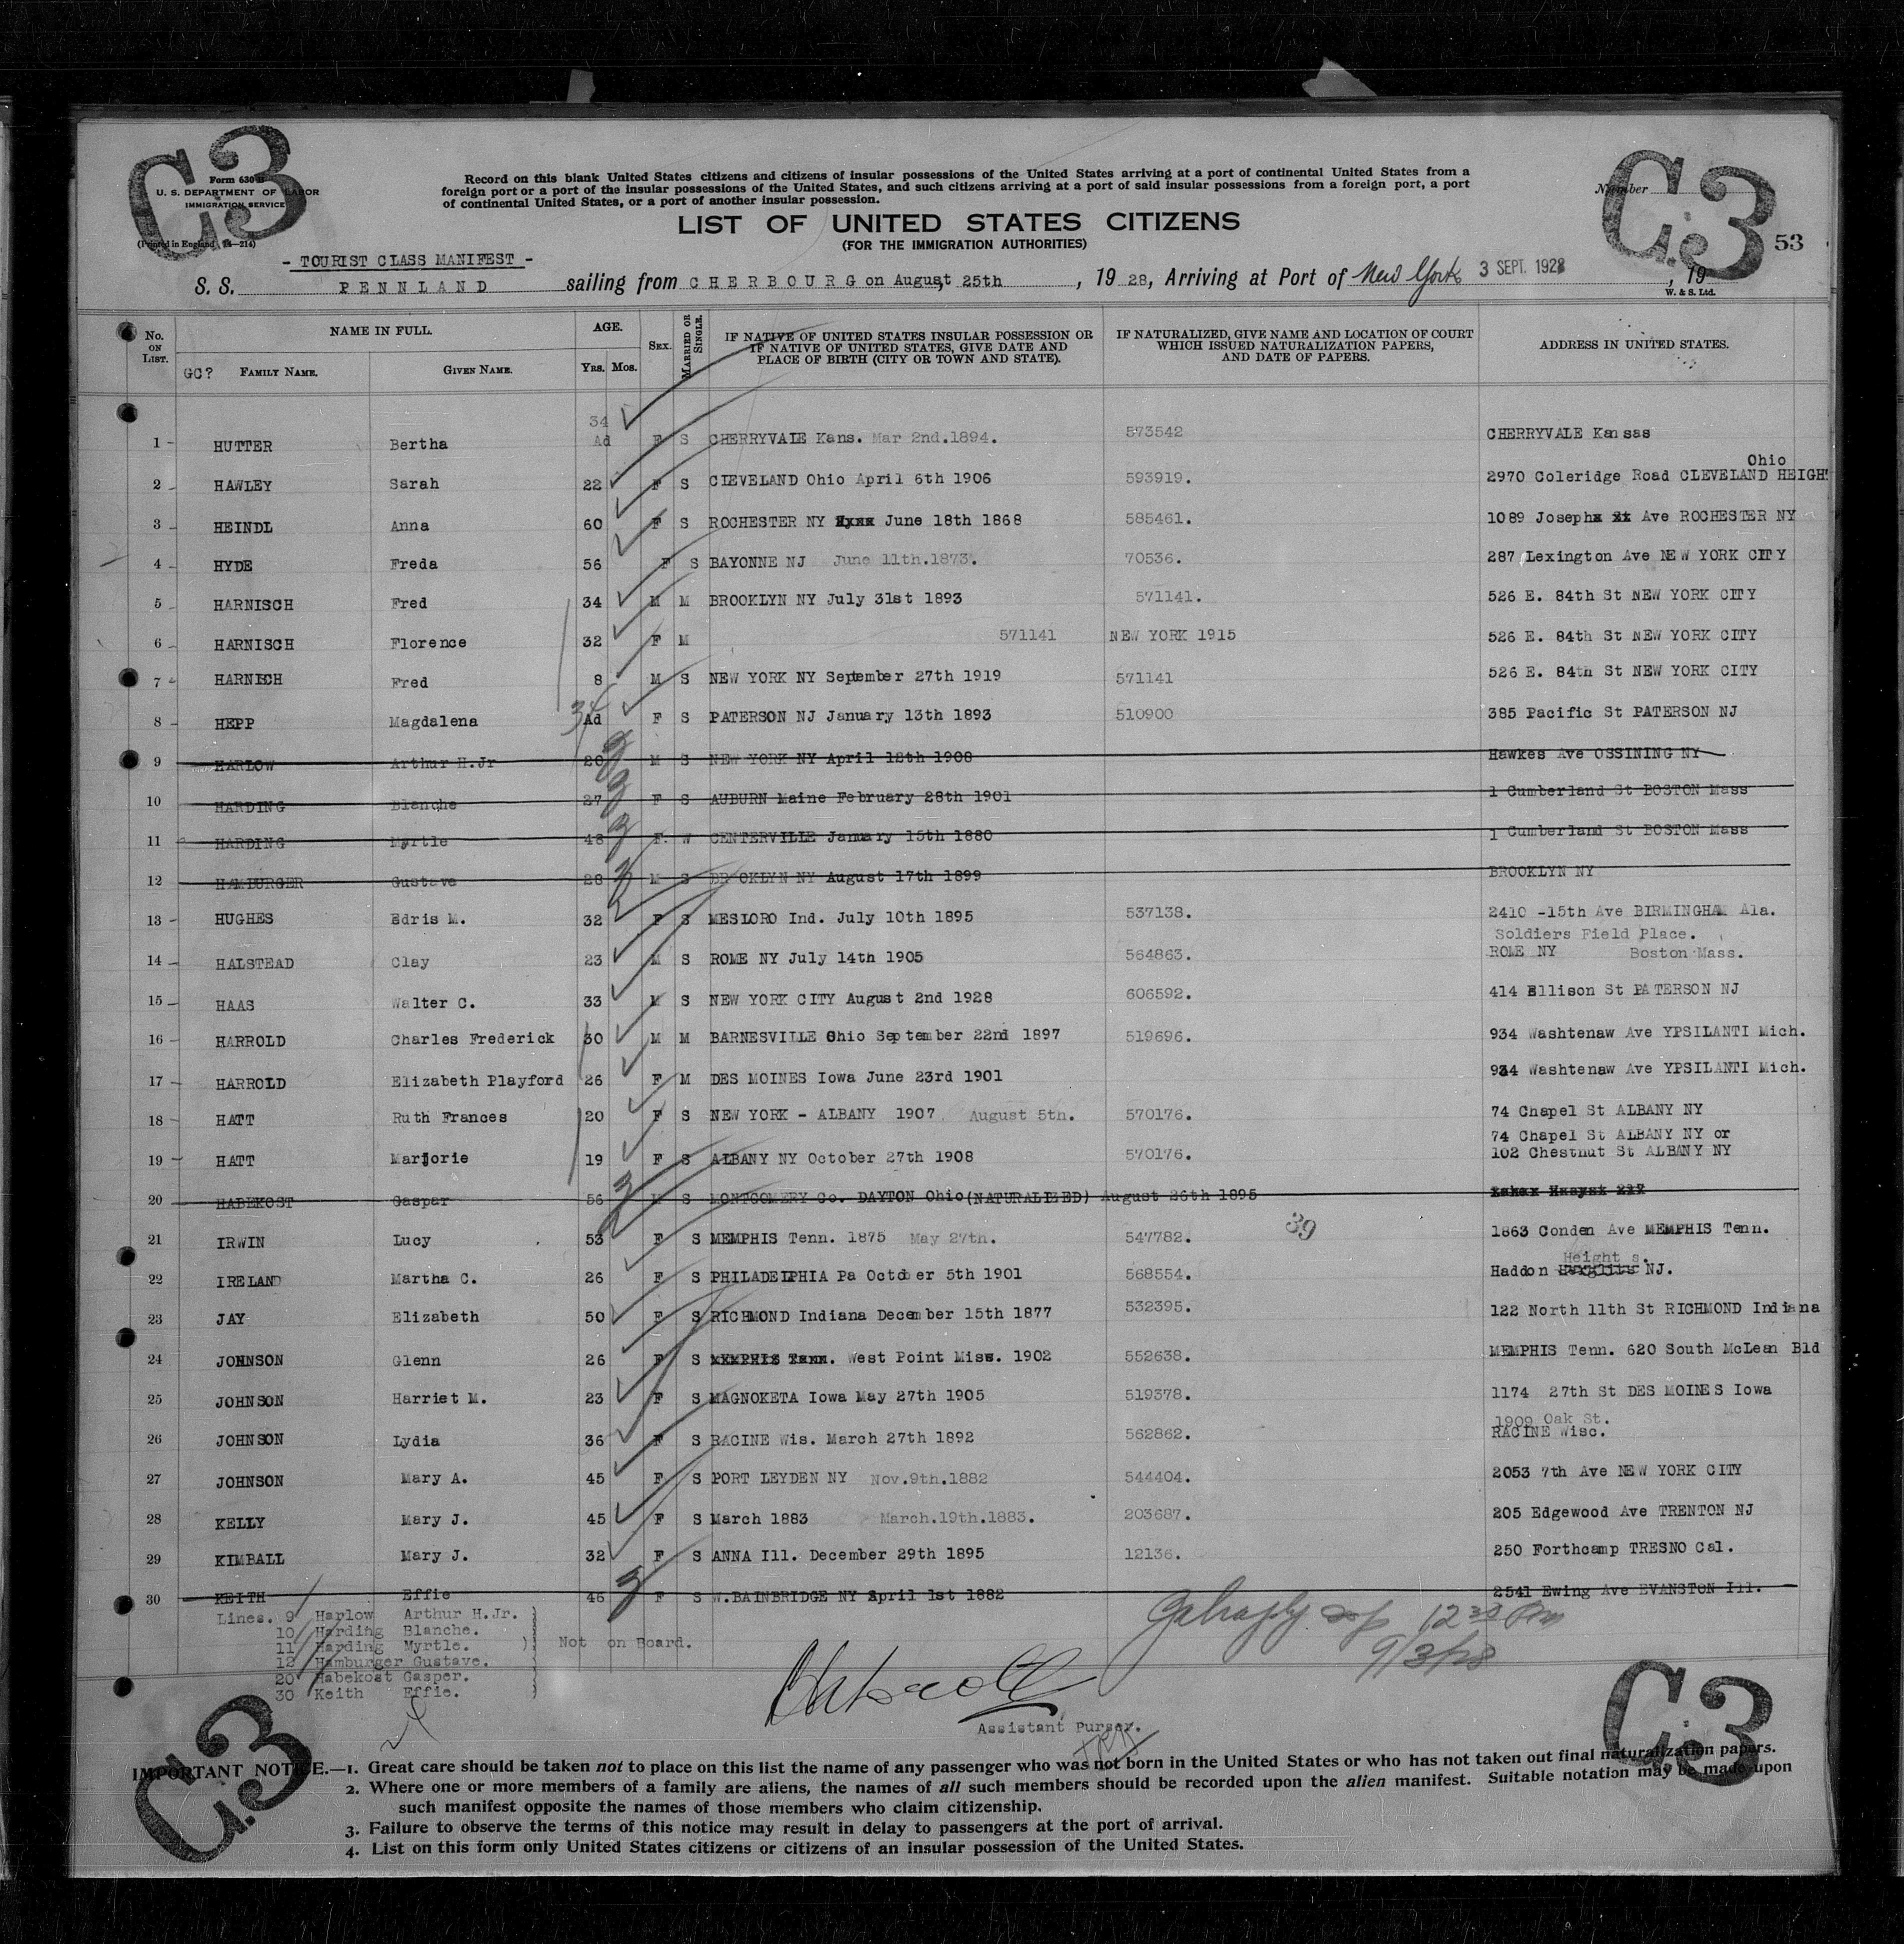 C3
C3
Form 630
U. S. DEPARTMENT OF LABOR
IMMIGRATION SERVICE
(Printed in England 14—214)
Record on this blank United States citizens and citizens of insular possessions of the United States arriving at a port of continental United States from a
foreign port or a port of the insular possessions of the United States, and such citizens arriving at a port of said insular possessions from a foreign port, a port
of continental United States, or a port of another insular possession.
Number
LIST OF UNITED STATES CITIZENS
(FOR THE IMMIGRATION AUTHORITIES)
53
- TOURIST CLASS MANIFEST -
S. S. PENNLAND sailing from CHERBOURG on August, 25th, 19 28, Arriving at Port of New York 3 SEPT. 1928, 19
W. & S. Ltd.
No. ON LIST. NAME IN FULL. AGE. SEX. MARRIED OR SINGLE. IF NATIVE OF UNITED STATES INSULAR POSSESSION OR IF NATIVE OF UNITED STATES, GIVE DATE AND PLACE OF BIRTH (CITY OR TOWN AND STATE). IF NATURALIZED, GIVE NAME AND LOCATION OF COURT WHICH ISSUED NATURALIZATION PAPERS, AND DATE OF PAPERS. ADDRESS IN UNITED STATES.
GC? FAMILY NAME. GIVEN NAME. YRS. MOS.
34
1 - HUTTER Bertha Ad F S CHERRYVALE Kans. Mar 2nd.1894. 573542 CHERRYVALE Kansas
Ohio
2 - HAWLEY Sarah 22 F S CLEVELAND Ohio April 6th 1906 593919. 2970 Coleridge Road CLEVELAND HEIGHT
3 - HEINDL Anna 60 F S ROCHESTER NY June 18th 1868 585461. 1089 Joseph Ave ROCHESTER NY
4 - HYDE Freda 56 F S BAYONNE NJ June 11th.1873. 70536. 287 Lexington Ave NEW YORK CITY
5 - HARNISCH Fred 34 M M BROOKLYN NY July 31st 1893 571141. 526 E. 84th St NEW YORK CITY
6 - HARNISCH Florence 32 F M 571141 NEW YORK 1915 526 E. 84th St NEW YORK CITY
7 - HARNISCH Fred 8 M S NEW YORK NY September 27th 1919 571141 526 E. 84th St NEW YORK CITY
8 - HEPP Magdalena 34 Ad F S PATERSON NJ January 13th 1893 510900 385 Pacific St PATERSON NJ
9 HARLOW Arthur H.Jr 20 M S NEW YORK NY April 12th 1908 Hawkes Ave OSSINING NY
10 HARDING Blanche 27 F S AUBURN Maine February 28th 1901 1 Cumberland St BOSTON Mass
11 HARDING Myrtle 48 F. W CENTERVILLE January 15th 1880 1 Cumberland St BOSTON Mass
12 HAMBURGER Gustave 28 M S BROOKLYN NY August 17th 1899 BROOKLYN NY
13 - HUGHES Edris M. 32 F S MESLORO Ind. July 10th 1895 537138. 2410 -15th Ave BIRMINGHAM Ala.
Soldiers Field Place.
14 - HALSTEAD Clay 23 M S ROME NY July 14th 1905 564863. ROME NY Boston Mass.
15 - HAAS Walter C. 33 M S NEW YORK CITY August 2nd 1928 606592. 414 Ellison St PATERSON NJ
16 - HARROLD Charles Frederick 30 M M BARNESVILLE Ohio September 22nd 1897 519696. 934 Washtenaw Ave YPSILANTI Mich.
17 - HARROLD Elizabeth Playford 26 F M DES MOINES Iowa June 23rd 1901 934 Washtenaw Ave YPSILANTI Mich.
18 - HATT Ruth Frances 20 F S NEW YORK - ALBANY 1907 August 5th. 570176. 74 Chapel St ALBANY NY
74 Chapel St ALBANY NY or
19 - HATT Marjorie 19 F S ALBANY NY October 27th 1908 570176. 102 Chestnut St ALBANY NY
20 HABEKOST Gaspar 56 M S MONTGOMERY Co. DAYTON Ohio (NATURALIZED) August 26th 1895
39
21 IRWIN Lucy 53 F S MEMPHIS Tenn. 1875 May 27th. 547782. 1863 Conden Ave MEMPHIS Tenn.
Heights.
22 IRELAND Martha C. 26 F S PHILADELPHIA Pa October 5th 1901 568554. Haddon NJ.
23 JAY Elizabeth 50 F S RICHMOND Indiana December 15th 1877 532395. 122 North 11th St RICHMOND Indiana
24 JOHNSON Glenn 26 F S MEMPHIS Tenn. West Point Miss. 1902 552638. MEMPHIS Tenn. 620 South McLean Bld
25 JOHNSON Harriet M. 23 F S MAGNOKETA Iowa May 27th 1905 519378. 1174 27th St DES MOINES Iowa
1909 Oak St.
26 JOHNSON Lydia 36 F S RACINE Wis. March 27th 1892 562862. RACINE Wisc.
27 JOHNSON Mary A. 45 F S PORT LEYDEN NY Nov.9th.1882 544404. 2053 7th Ave NEW YORK CITY
28 KELLY Mary J. 45 F S March 1883 March.19th.1883. 203687. 205 Edgewood Ave TRENTON NJ
29 KIMBALL Mary J. 32 F S ANNA Ill. December 29th 1895 12136. 250 Forthcamp TRESNO Cal.
30 KEITH Effie 46 F S W.BAINBRIDGE NY April 1st 1882 2541 Ewing Ave EVANSTON Ill.
Lines. 9 Harlow Arthur H.Jr.
10 Harding Blanche.
11 Harding Myrtle. ) Not on Board.
12 Hamburger Gustave.
20 Habekost Gasper.
30 Keith Effie.
12 30 Pm
9/3/28
Assistant Purser.
C3
C3
IMPORTANT NOTICE.—1. Great care should be taken not to place on this list the name of any passenger who was not born in the United States or who has not taken out final naturalization papers.
2. Where one or more members of a family are aliens, the names of all such members should be recorded upon the alien manifest. Suitable notation may be made upon
such manifest opposite the names of those members who claim citizenship.
3. Failure to observe the terms of this notice may result in delay to passengers at the port of arrival.
4. List on this form only United States citizens or citizens of an insular possession of the United States.